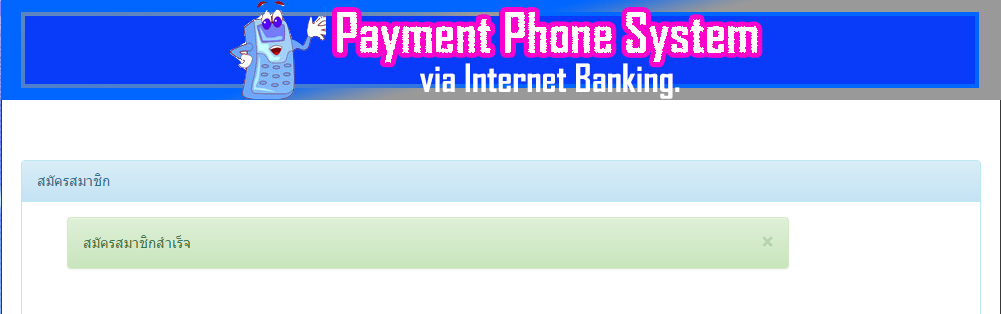 Payment Phone System
via Internet Banking.
สมัครสมาชิก
สมัครสมาชิกสำเร็จ ×